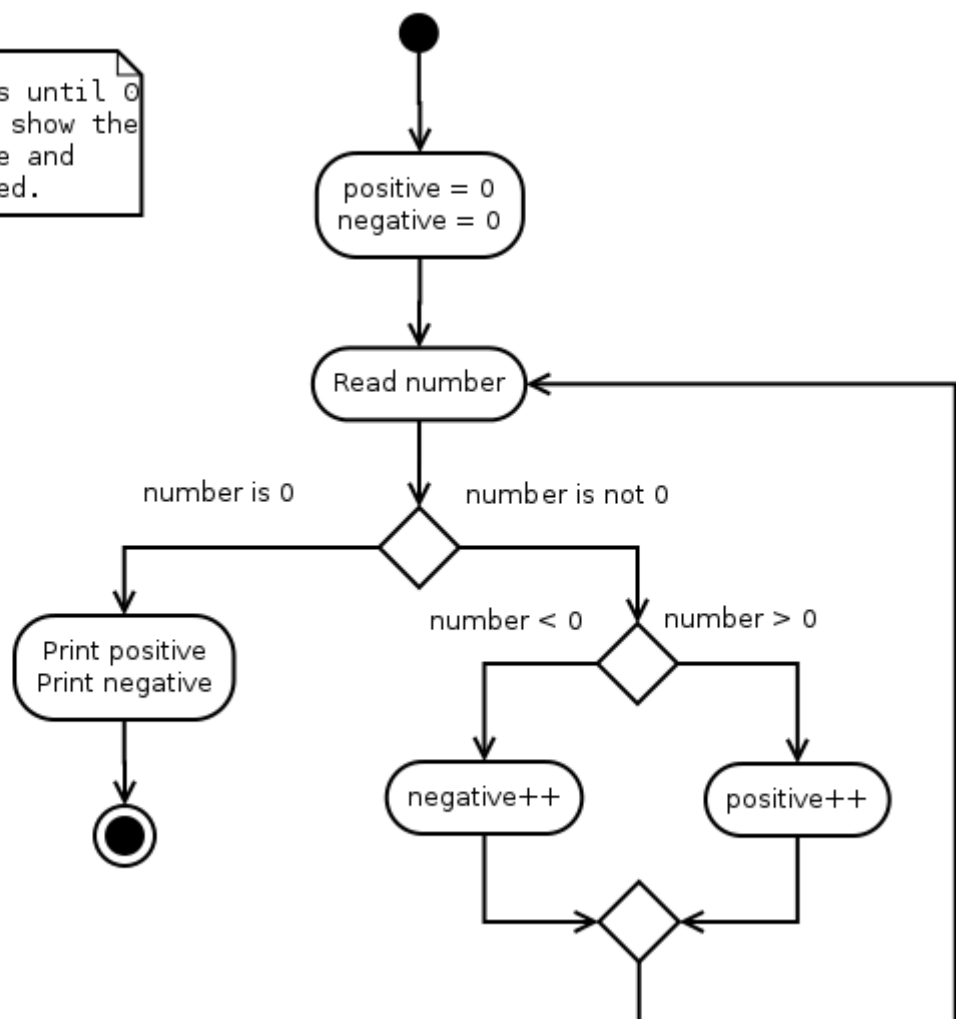 s until 0
show the
e and
ed.
positive = 0
negative = 0
Read number
number is 0
number is not 0
Print positive
Print negative
number < 0
number > 0
negative++
positive++